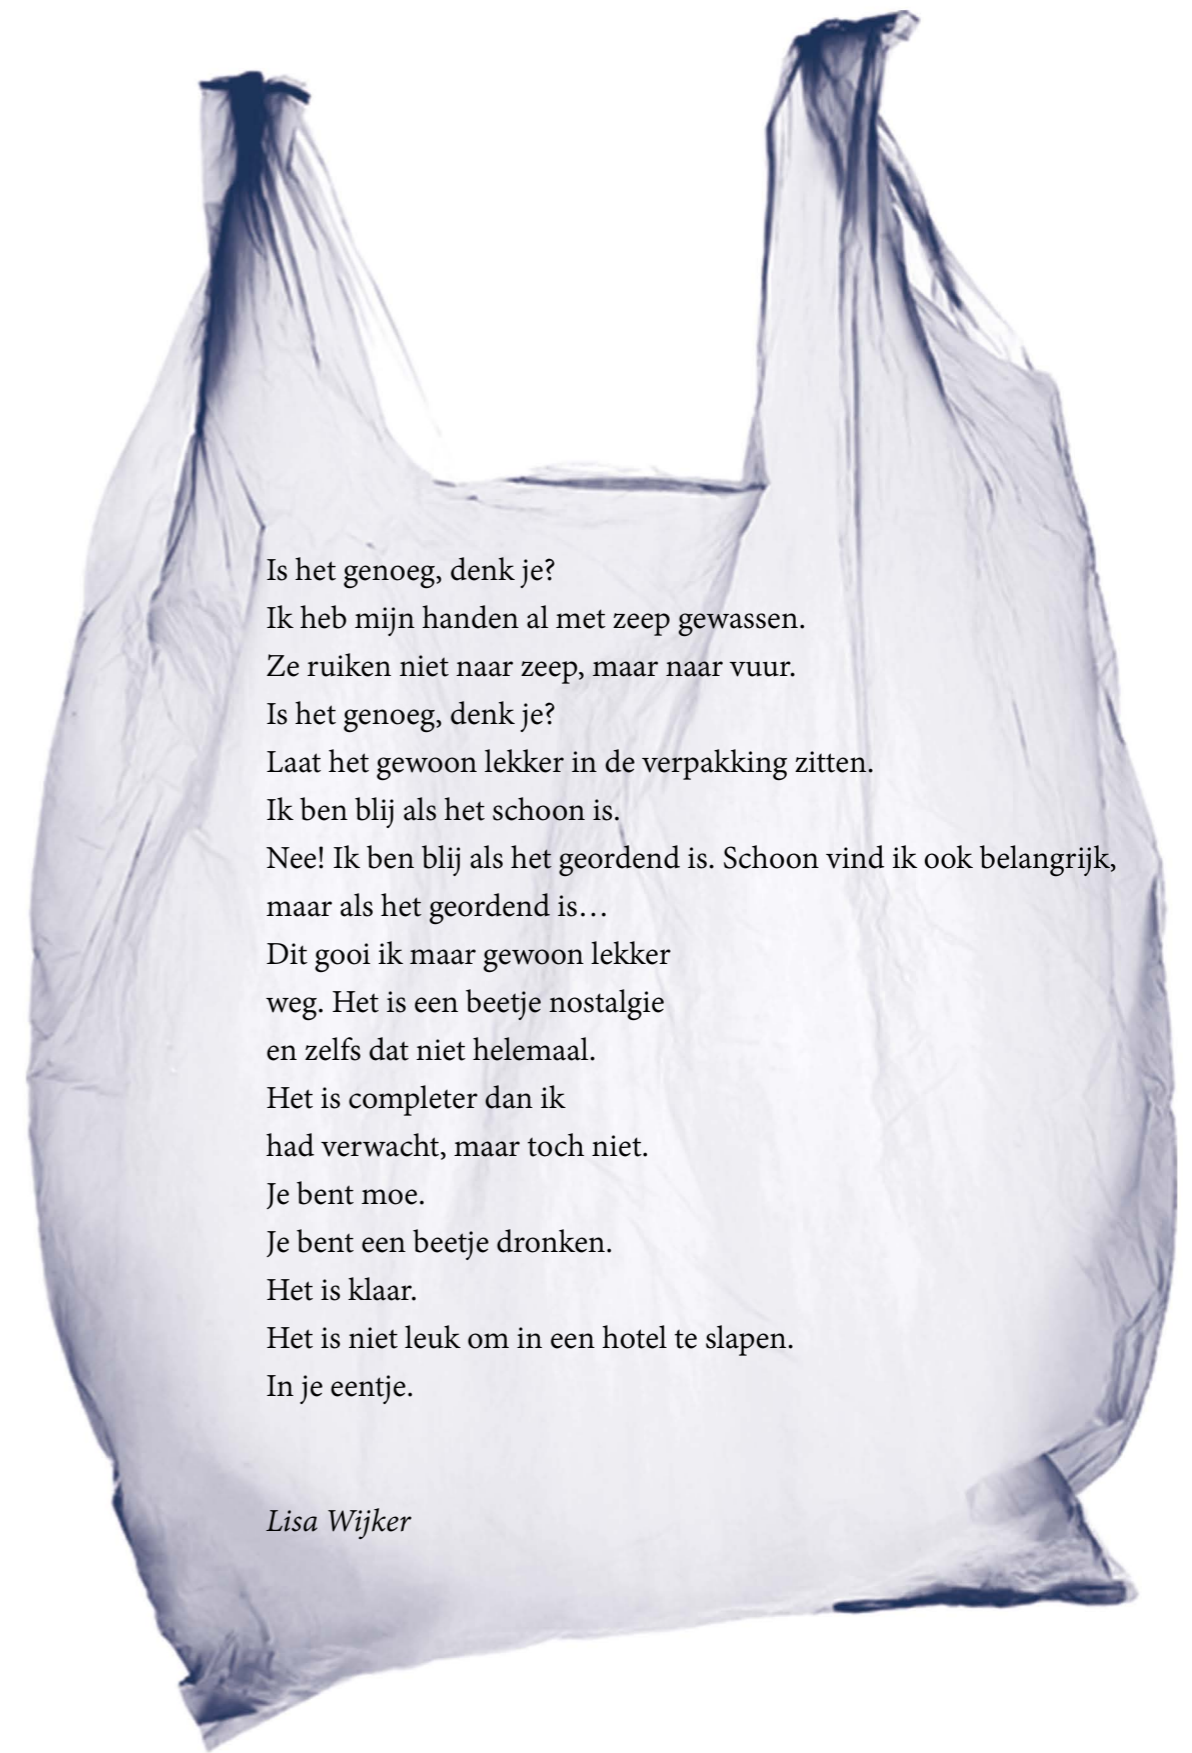 Is het genoeg, denk je?
Ik heb mijn handen al met zeep gewassen.
Ze ruiken niet naar zeep, maar naar vuur.
Is het genoeg, denk je?
Laat het gewoon lekker in de verpakking zitten.
Ik ben blij als het schoon is.
Nee! Ik ben blij als het geordend is. Schoon vind ik ook belangrijk,
maar als het geordend is…
Dit gooi ik maar gewoon lekker
weg. Het is een beetje nostalgie
en zelfs dat niet helemaal.
Het is completer dan ik
had verwacht, maar toch niet.
Je bent moe.
Je bent een beetje dronken.
Het is klaar.
Het is niet leuk om in een hotel te slapen.
In je eentje.
Lisa Wijker